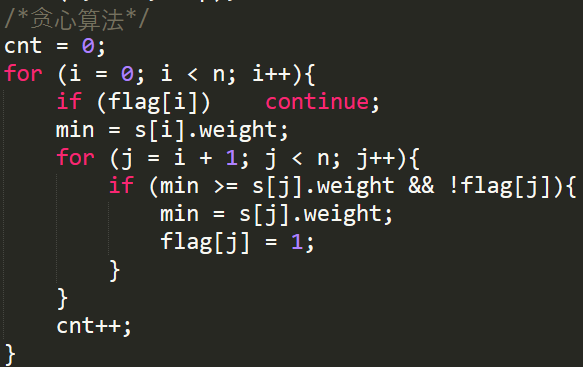 /*贪心算法*/
cnt = 0;
for (i = 0; i < n; i++){
    if (flag[i])    continue;
    min = s[i].weight;
    for (j = i + 1; j < n; j++){
        if (min >= s[j].weight && !flag[j]){
            min = s[j].weight;
            flag[j] = 1;
        }
    }
    cnt++;
}